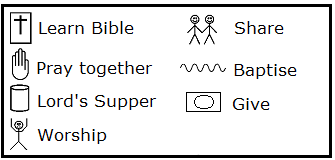 Learn Bible
Share
Pray together
Baptise
Lord's Supper
Give
Worship